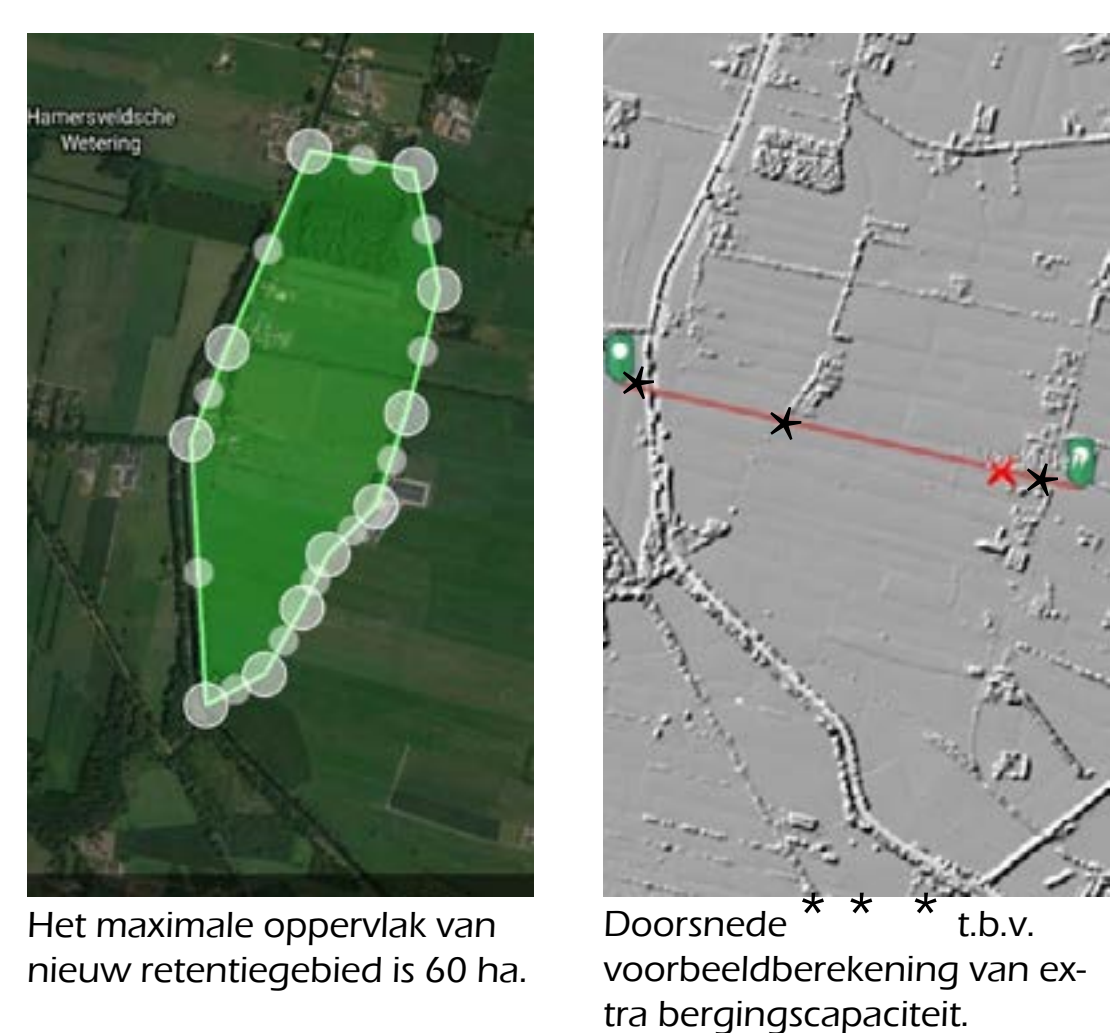 Hamersveldsche
Wetering
Het maximale oppervlak van
nieuw retentiegebied is 60 ha.
Doorsnede * * * t.b.v.
voorbeeldberekening van ex-
tra bergingscapaciteit.